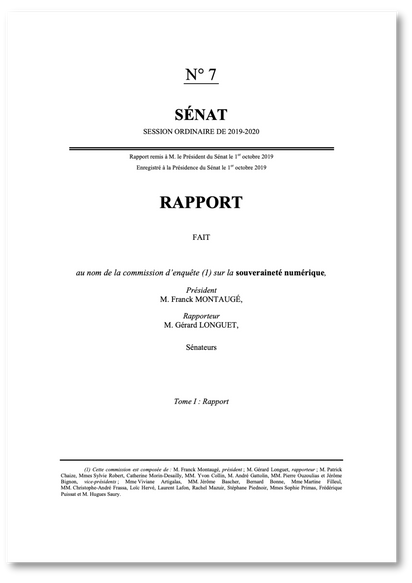 N° 7
SÉNAT
SESSION ORDINAIRE DE 2019-2020
Rapport remis à M. le Président du Sénat le 1er octobre 2019
Enregistré à la Présidence du Sénat le 1er octobre 2019
RAPPORT
FAIT
au nom de la commission d’enquête (1) sur la souveraineté numérique,
Président
M. Franck MONTAUGÉ,
Rapporteur
M. Gérard LONGUET,
Sénateurs
Tome I : Rapport
(1) Cette commission est composée de : M. Franck Montaugé, président ; M. Gérard Longuet, rapporteur ; M. Patrick
Chaize, Mmes Sylvie Robert, Catherine Morin-Desailly, MM. Yvon Collin, M. André Gattolin, MM. Pierre Ouzoulias et Jérôme
Bignon, vice-présidents ; Mme Viviane Artigalas, MM. Jérôme Bascher, Bernard Bonne, Mme Martine Filleul,
MM. Christophe-André Frassa, Loïc Hervé, Laurent Lafon, Rachel Mazuir, Stéphane Piednoir, Mmes Sophie Primas, Frédérique
Puissat et M. Hugues Saury.